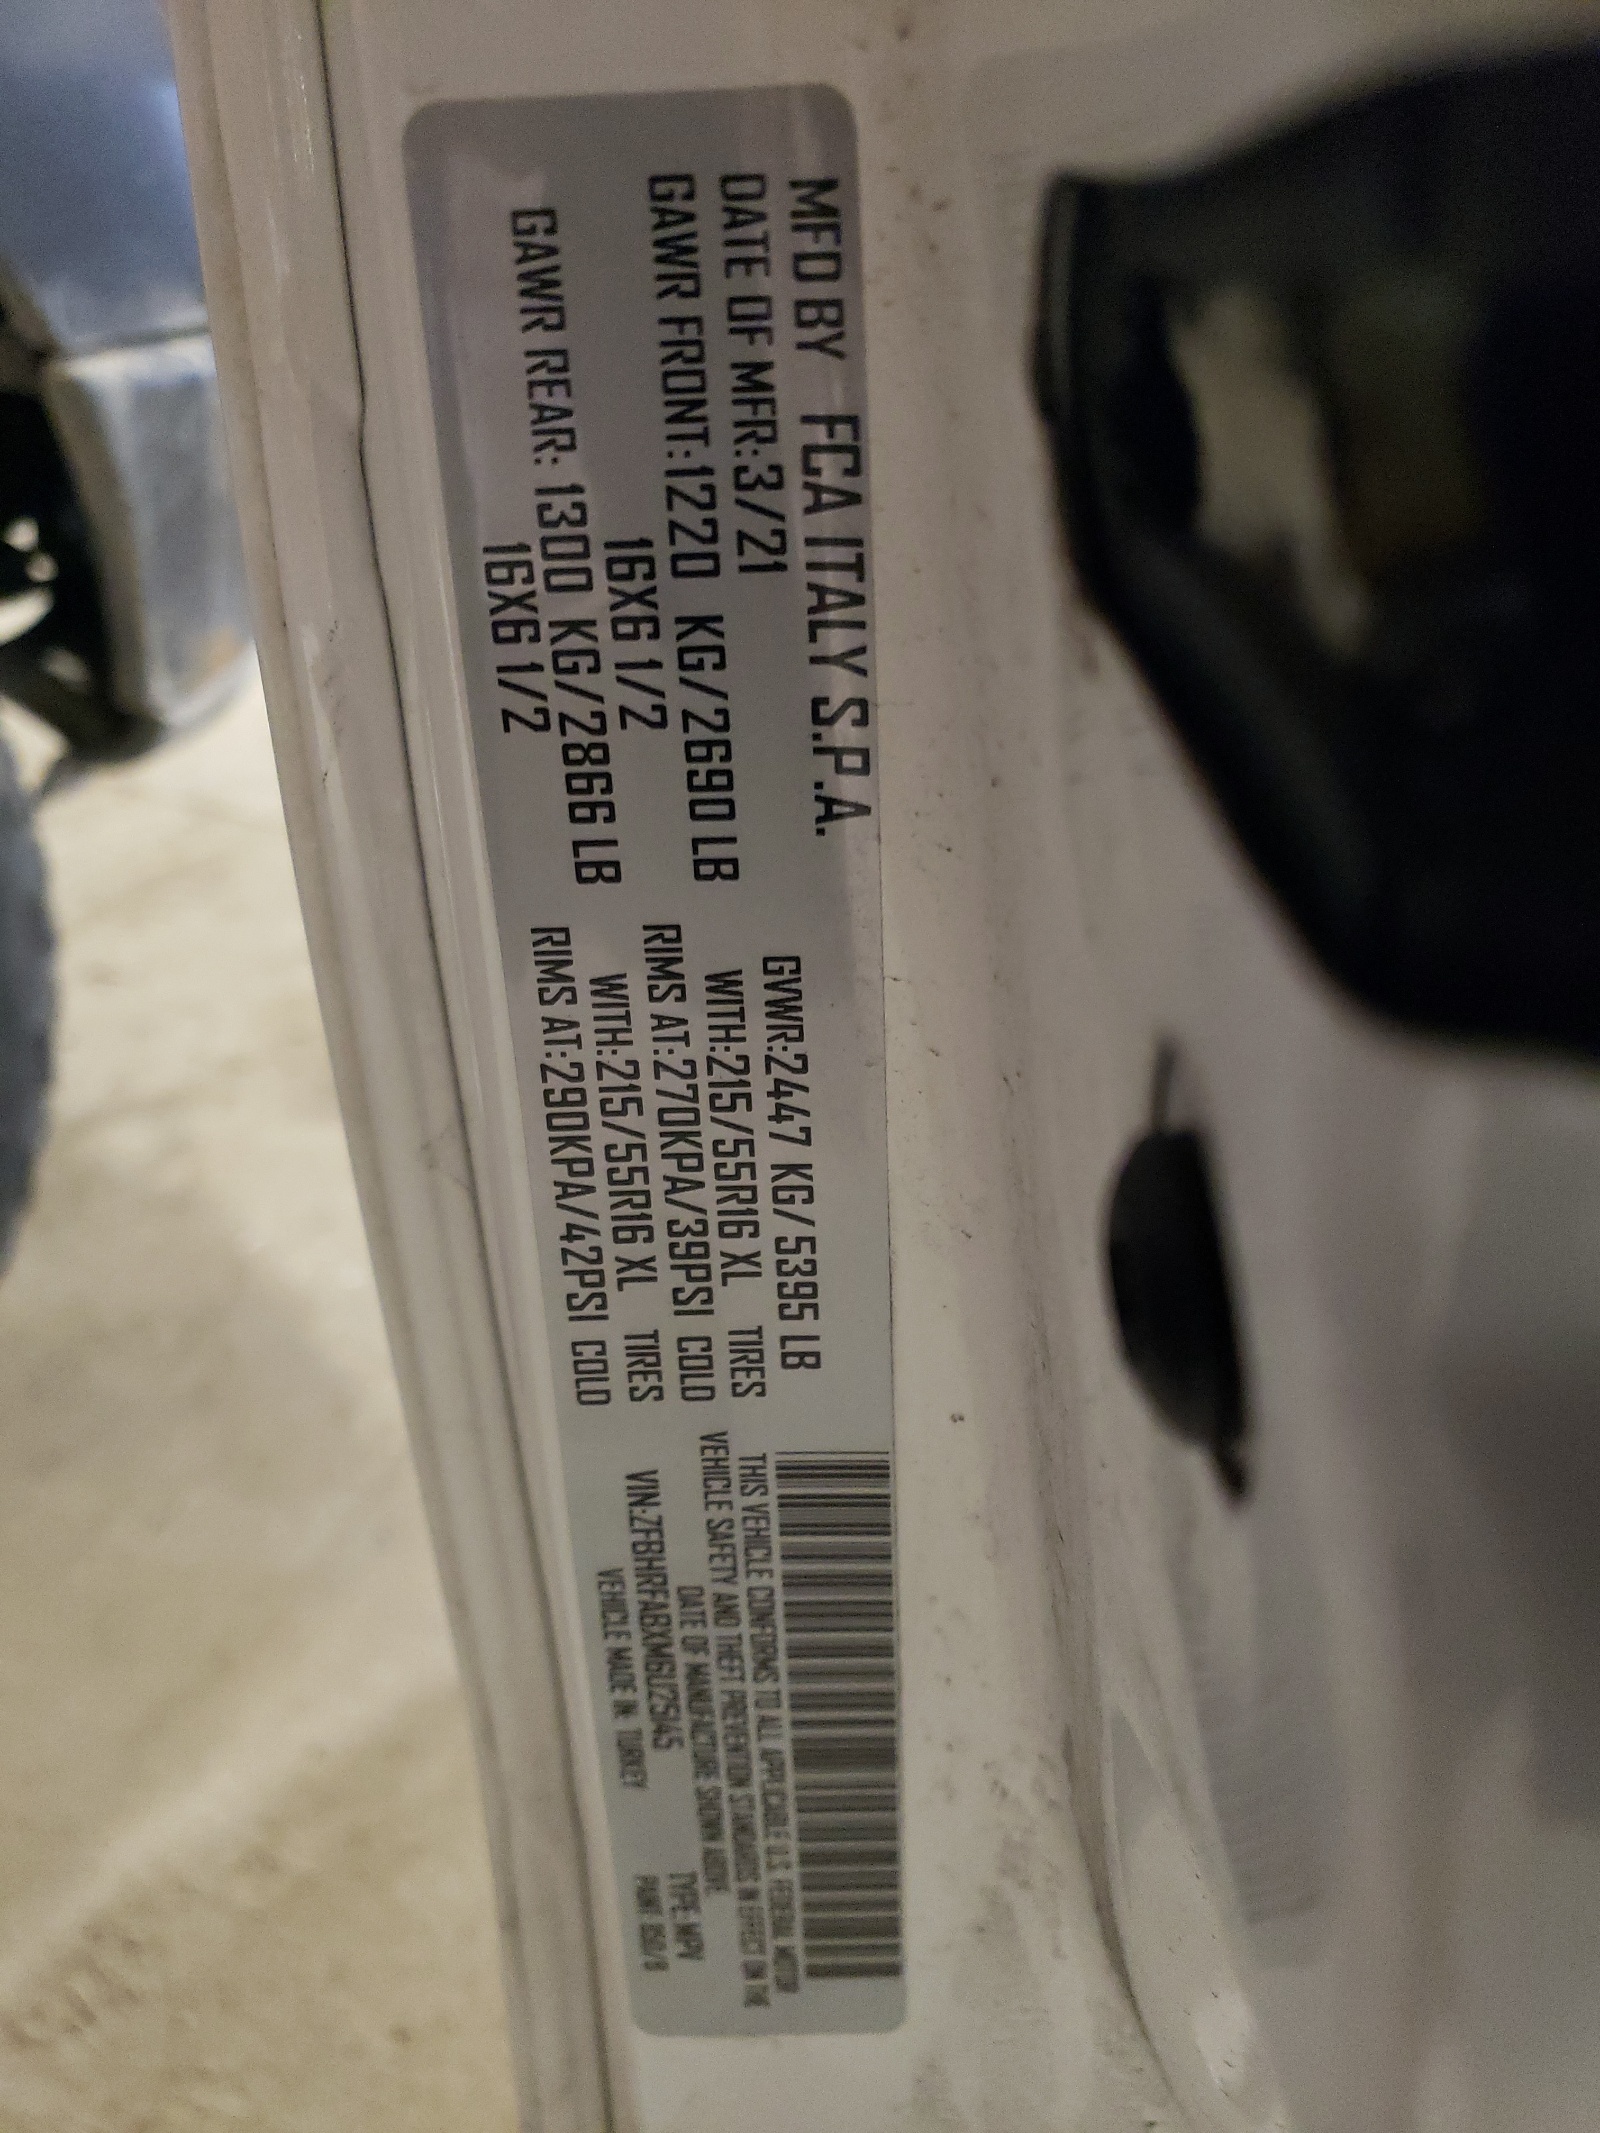 MFD BY FCA ITALY S.P.A.
DATE OF MFR:3/21 GVWR:2447 KG/5395 LB
GAWR FRONT:1220 KG/2690 LB WITH:215/55R16 XL TIRES
16X6 1/2 RIMS AT:270KPA/39PSI COLD
GAWR REAR: 1300 KG/2866 LB WITH:215/55R16 XL TIRES
16X6 1/2 RIMS AT:290KPA/42PSI COLD
THIS VEHICLE CONFORMS TO ALL APPLICABLE U.S. FEDERAL MOTOR
VEHICLE SAFETY AND THEFT PREVENTION STANDARDS IN EFFECT ON THE
DATE OF MANUFACTURE SHOWN ABOVE.
VIN:ZFBHRFABXM6U25145 TYPE: MPV
VEHICLE MADE IN: TURKEY PAINT